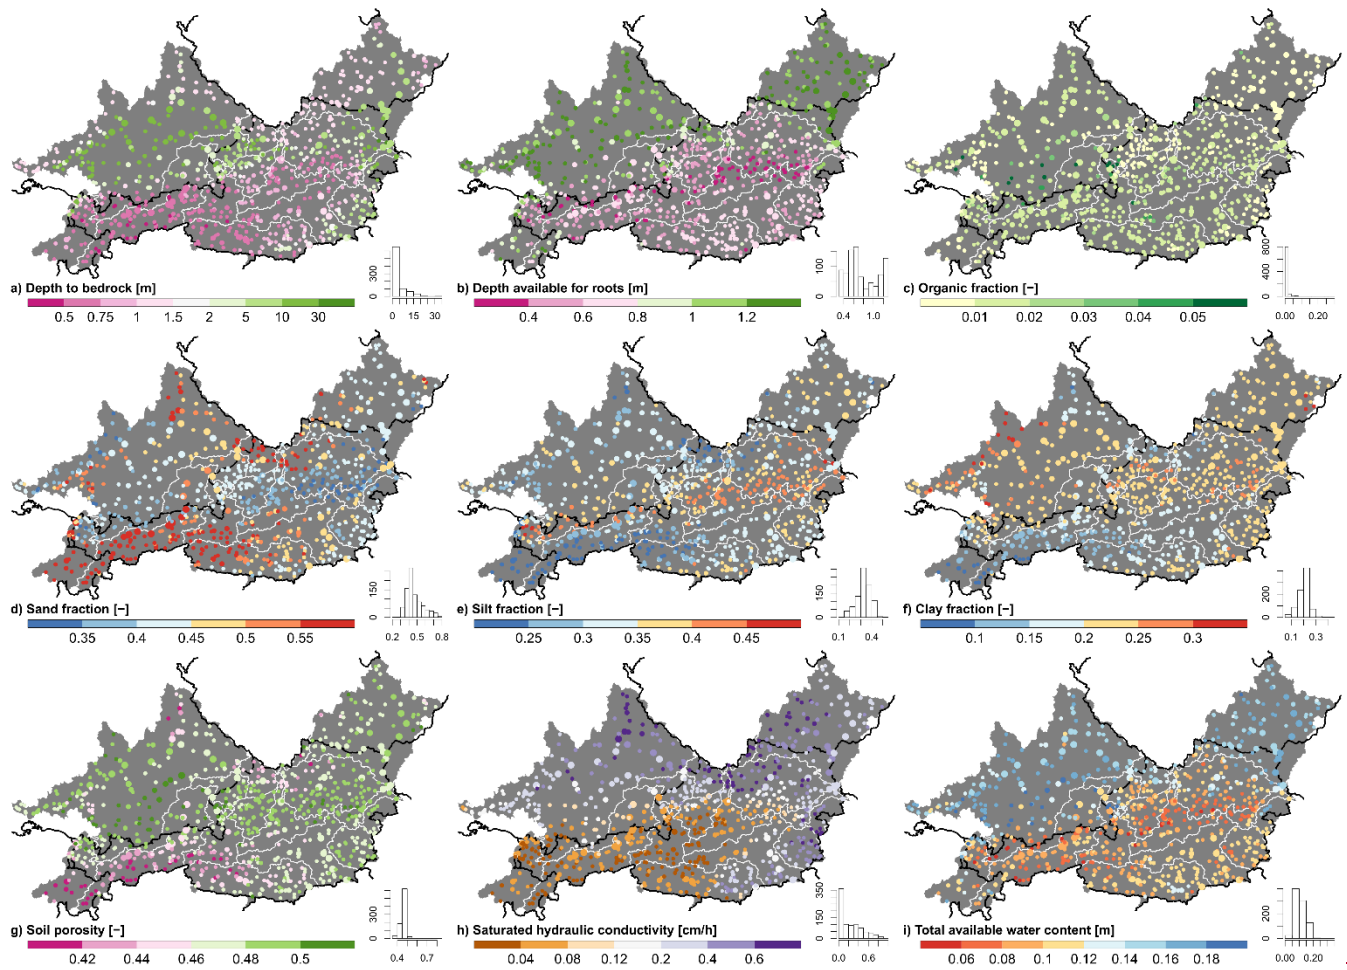 a) Depth to bedrock [m]
0.5 0.75 1 1.5 2 5 10 30
0 300
0 15 30
b) Depth available for roots [m]
0.4 0.6 0.8 1 1.2
0 100
0.4 1.0
c) Organic fraction [−]
0.01 0.02 0.03 0.04 0.05
0 400 800
0.00 0.20
d) Sand fraction [−]
0.35 0.4 0.45 0.5 0.55
0 150
0.2 0.5 0.8
e) Silt fraction [−]
0.25 0.3 0.35 0.4 0.45
0 150
0.1 0.4
f) Clay fraction [−]
0.1 0.15 0.2 0.25 0.3
0 200
0.1 0.3
g) Soil porosity [−]
0.42 0.44 0.46 0.48 0.5
0 300
0.4 0.7
h) Saturated hydraulic conductivity [cm/h]
0.04 0.08 0.12 0.2 0.4 0.6
0 150 350
0.0 0.6
i) Total available water content [m]
0.06 0.08 0.1 0.12 0.14 0.16 0.18
0 200
0.00 0.20